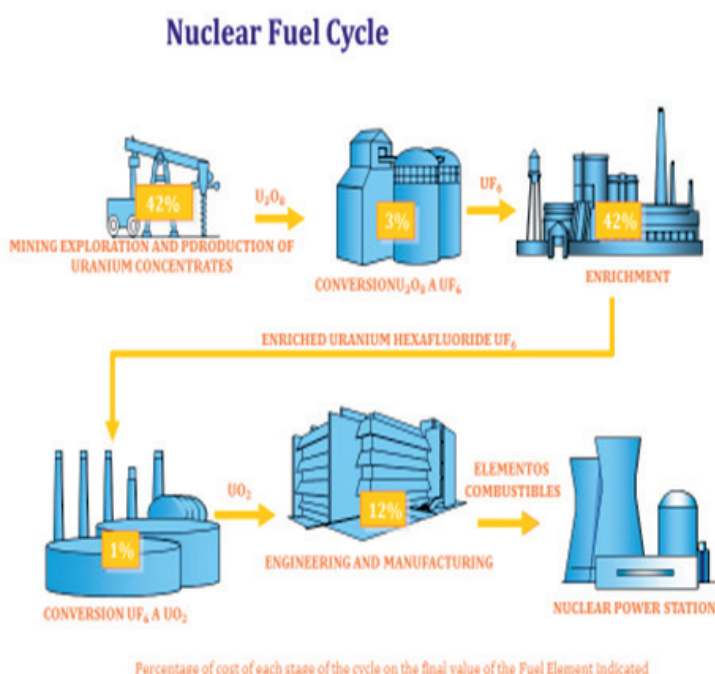 Nuclear Fuel Cycle
42%
U₂O₈
3%
UF₆
42%
MINING EXPLORATION AND PDRODUCTION OF
URANIUM CONCENTRATES
CONVERSIONU₂O₈ A UF₆
ENRICHMENT
ENRICHED URANIUM HEXAFLUORIDE UF₆
1%
UO₂
12%
ELEMENTOS
COMBUSTIBLES
CONVERSION UF₆ A UO₂
ENGINEERING AND MANUFACTURING
NUCLEAR POWER STATION
Percentage of cost of each stage of the cycle on the final value of the Fuel Element indicated